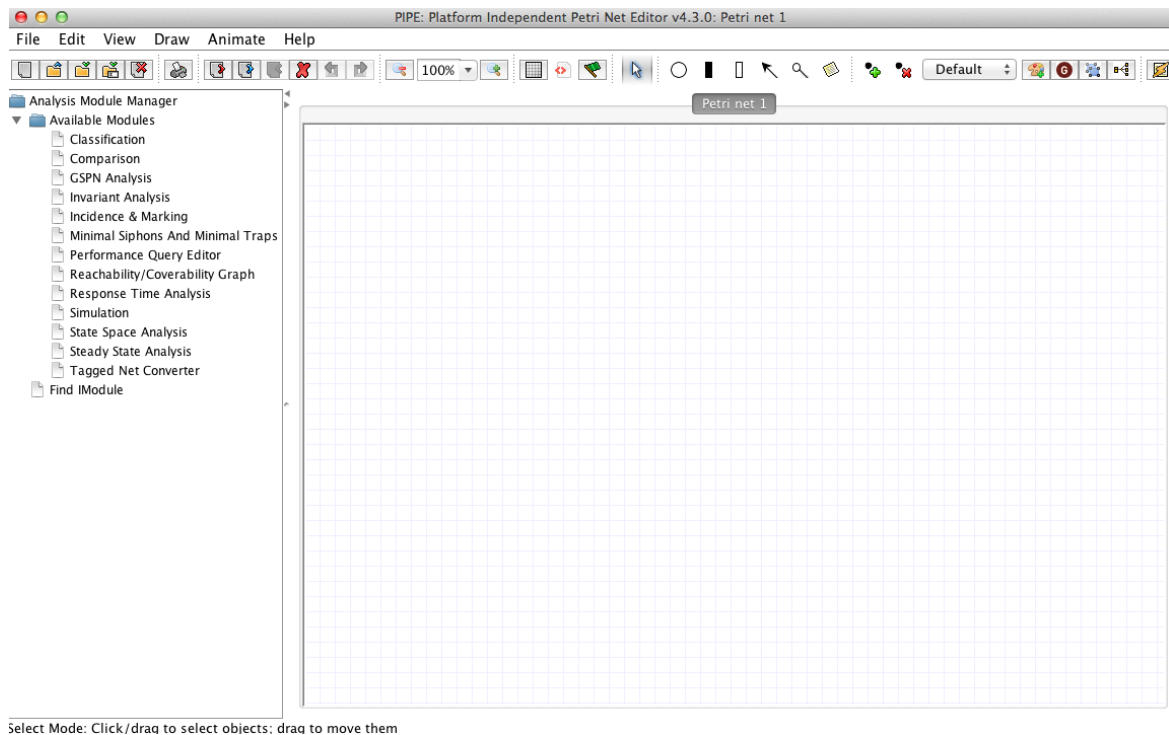 PIPE: Platform Independent Petri Net Editor v4.3.0: Petri net 1
File Edit View Draw Animate Help
100% G Default
Petri net 1
Analysis Module Manager
Available Modules
Classification
Comparison
GSPN Analysis
Invariant Analysis
Incidence & Marking
Minimal Siphons And Minimal Traps
Performance Query Editor
Reachability/Coverability Graph
Response Time Analysis
Simulation
State Space Analysis
Steady State Analysis
Tagged Net Converter
Find IModule
Select Mode: Click/drag to select objects; drag to move them